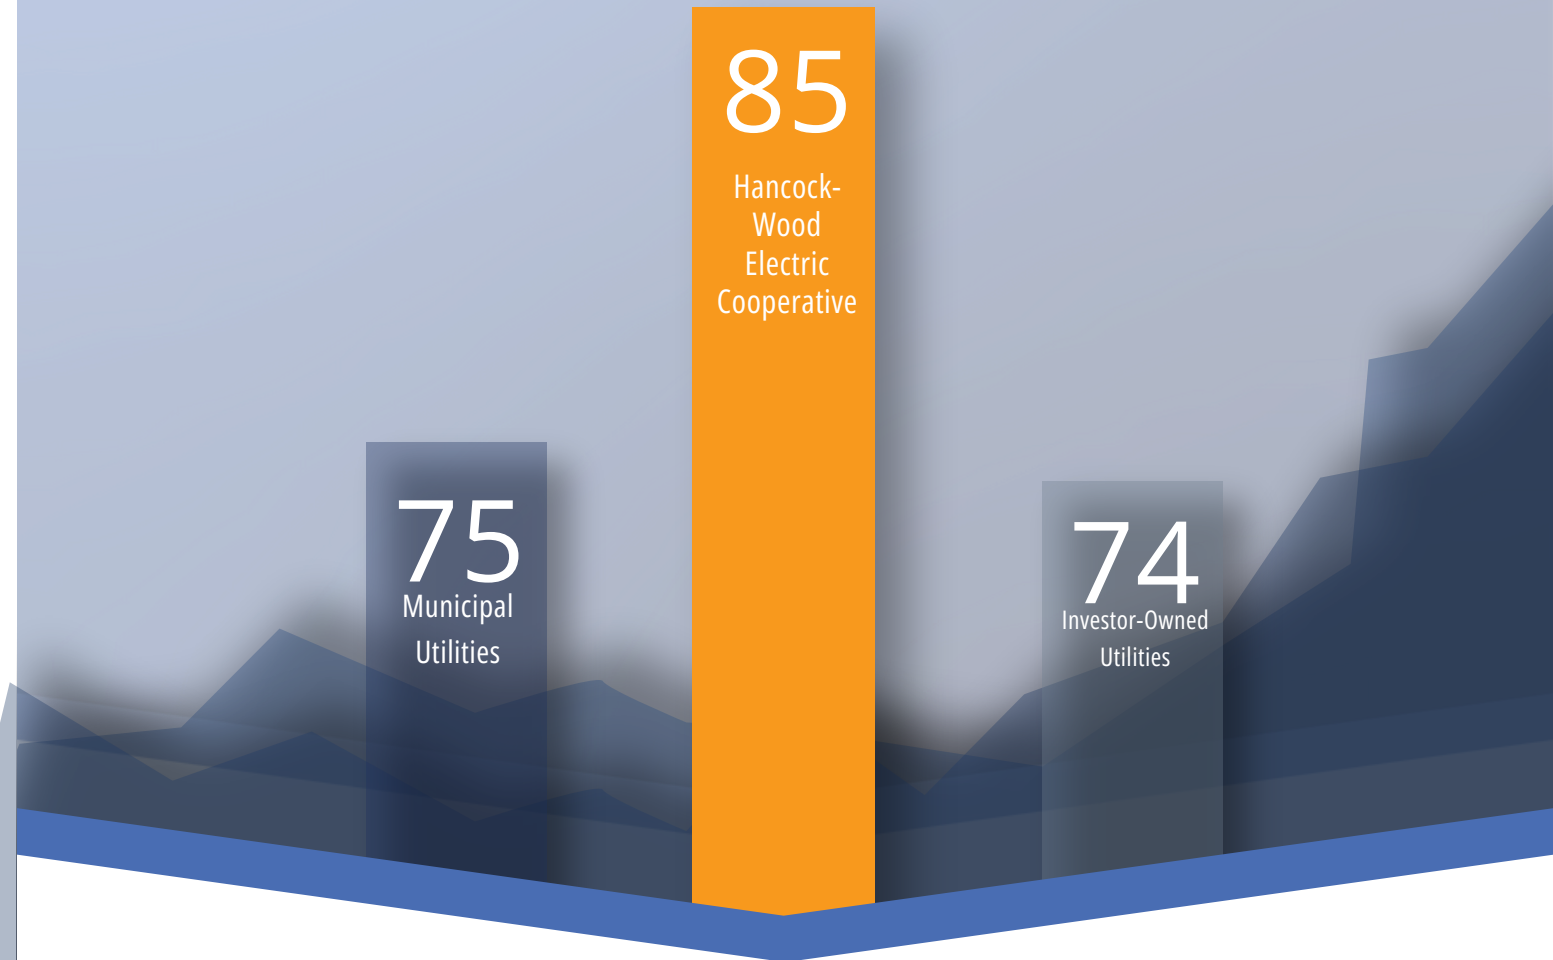 85
Hancock-
Wood
Electric
Cooperative
75
Municipal
Utilities
74
Investor-Owned
Utilities